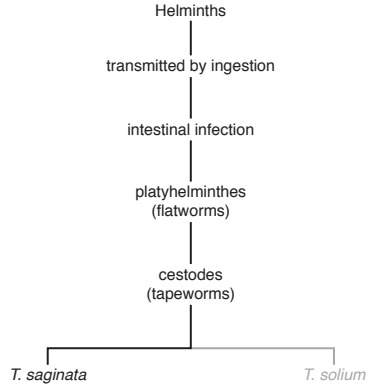 Helminths
transmitted by ingestion
intestinal infection
platyhelminthes
(flatworms)
cestodes
(tapeworms)
T. saginata
T. solium